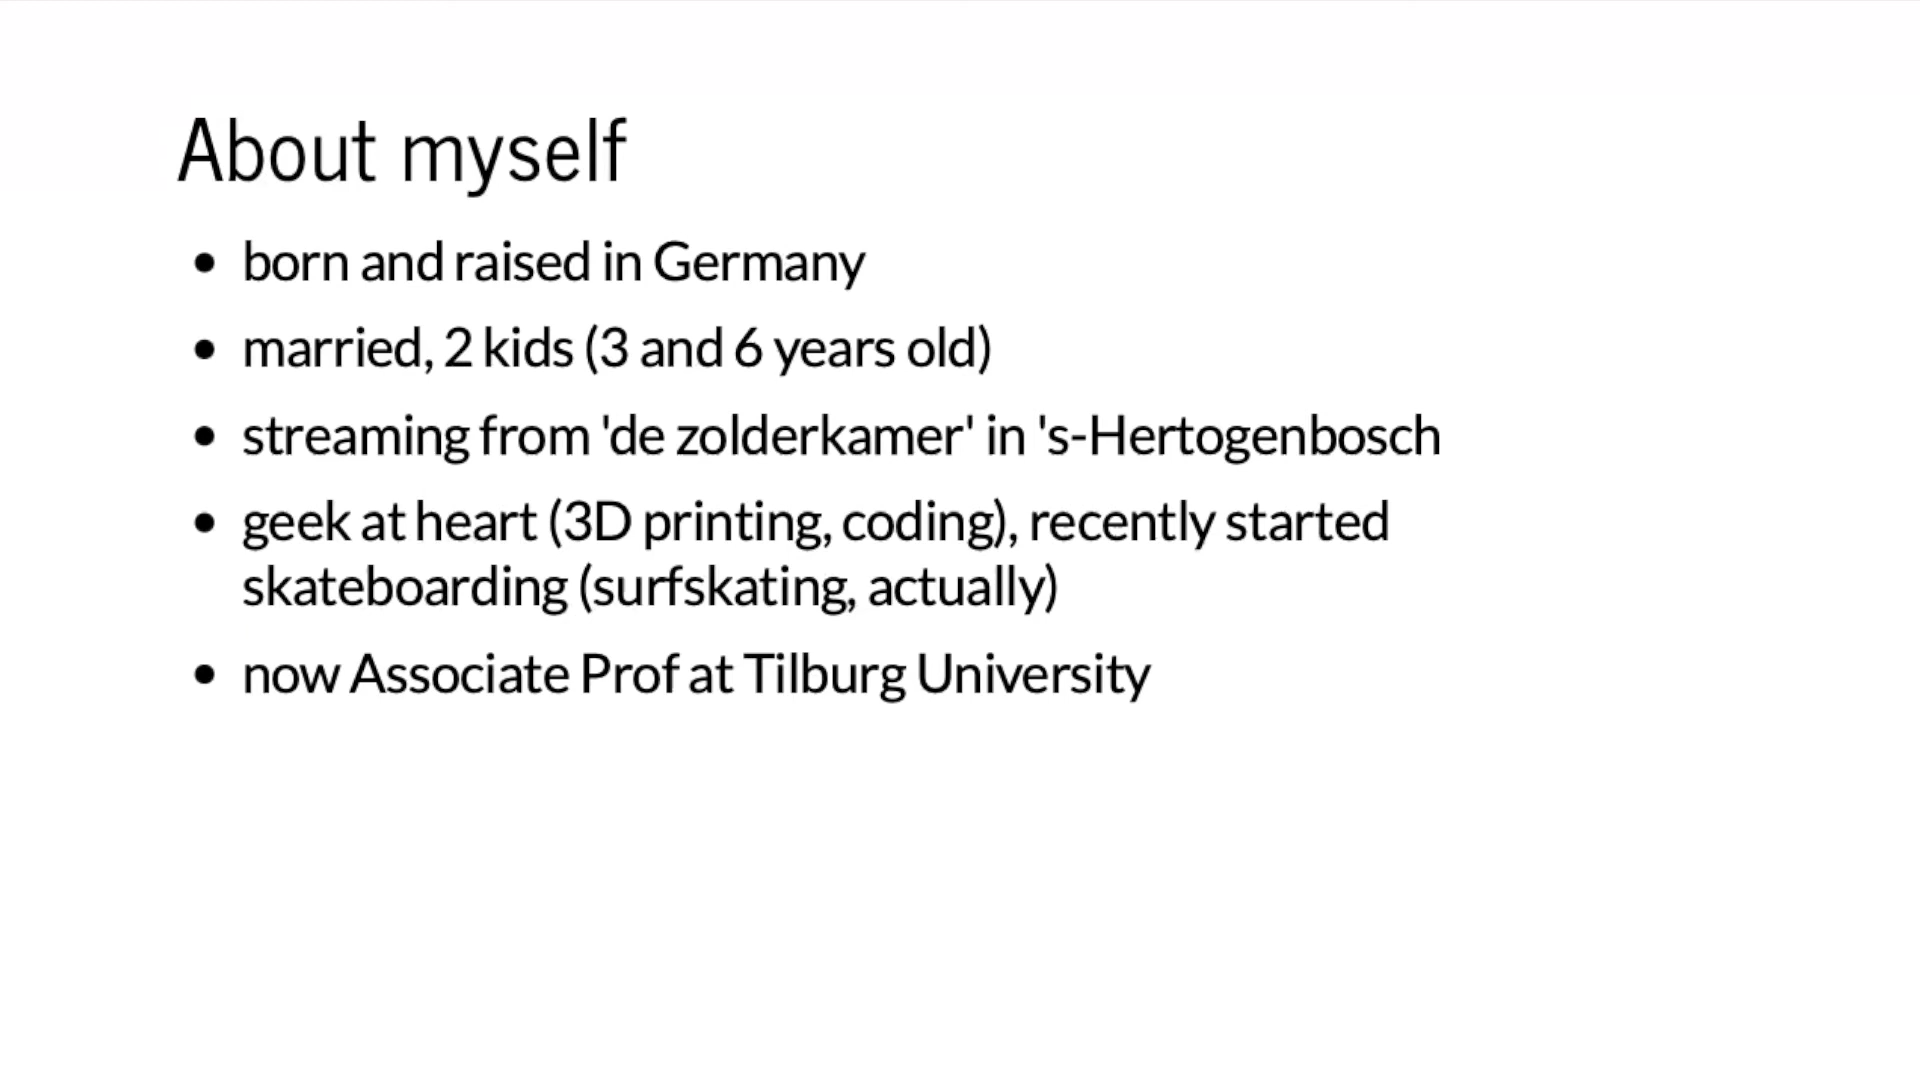 About myself
• born and raised in Germany
• married, 2 kids (3 and 6 years old)
• streaming from 'de zolderkamer' in 's-Hertogenbosch
• geek at heart (3D printing, coding), recently started
skateboarding (surfskating, actually)
• now Associate Prof at Tilburg University